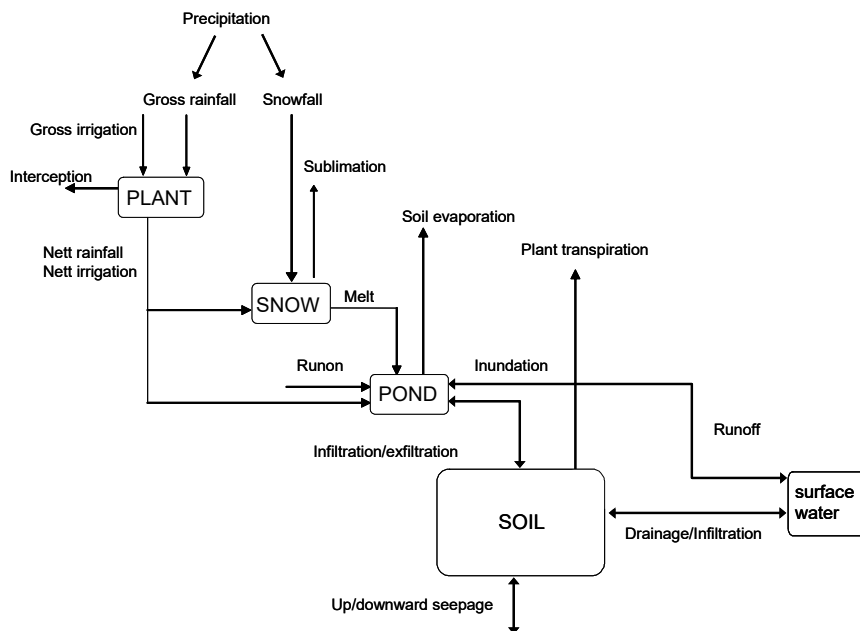 Precipitation
Gross rainfall
Snowfall
Gross irrigation
Sublimation
Interception
PLANT
Soil evaporation
Nett rainfall
Nett irrigation
Plant transpiration
SNOW
Melt
Runon
Inundation
POND
Runoff
Infiltration/exfiltration
surface
water
SOIL
Drainage/Infiltration
Up/downward seepage